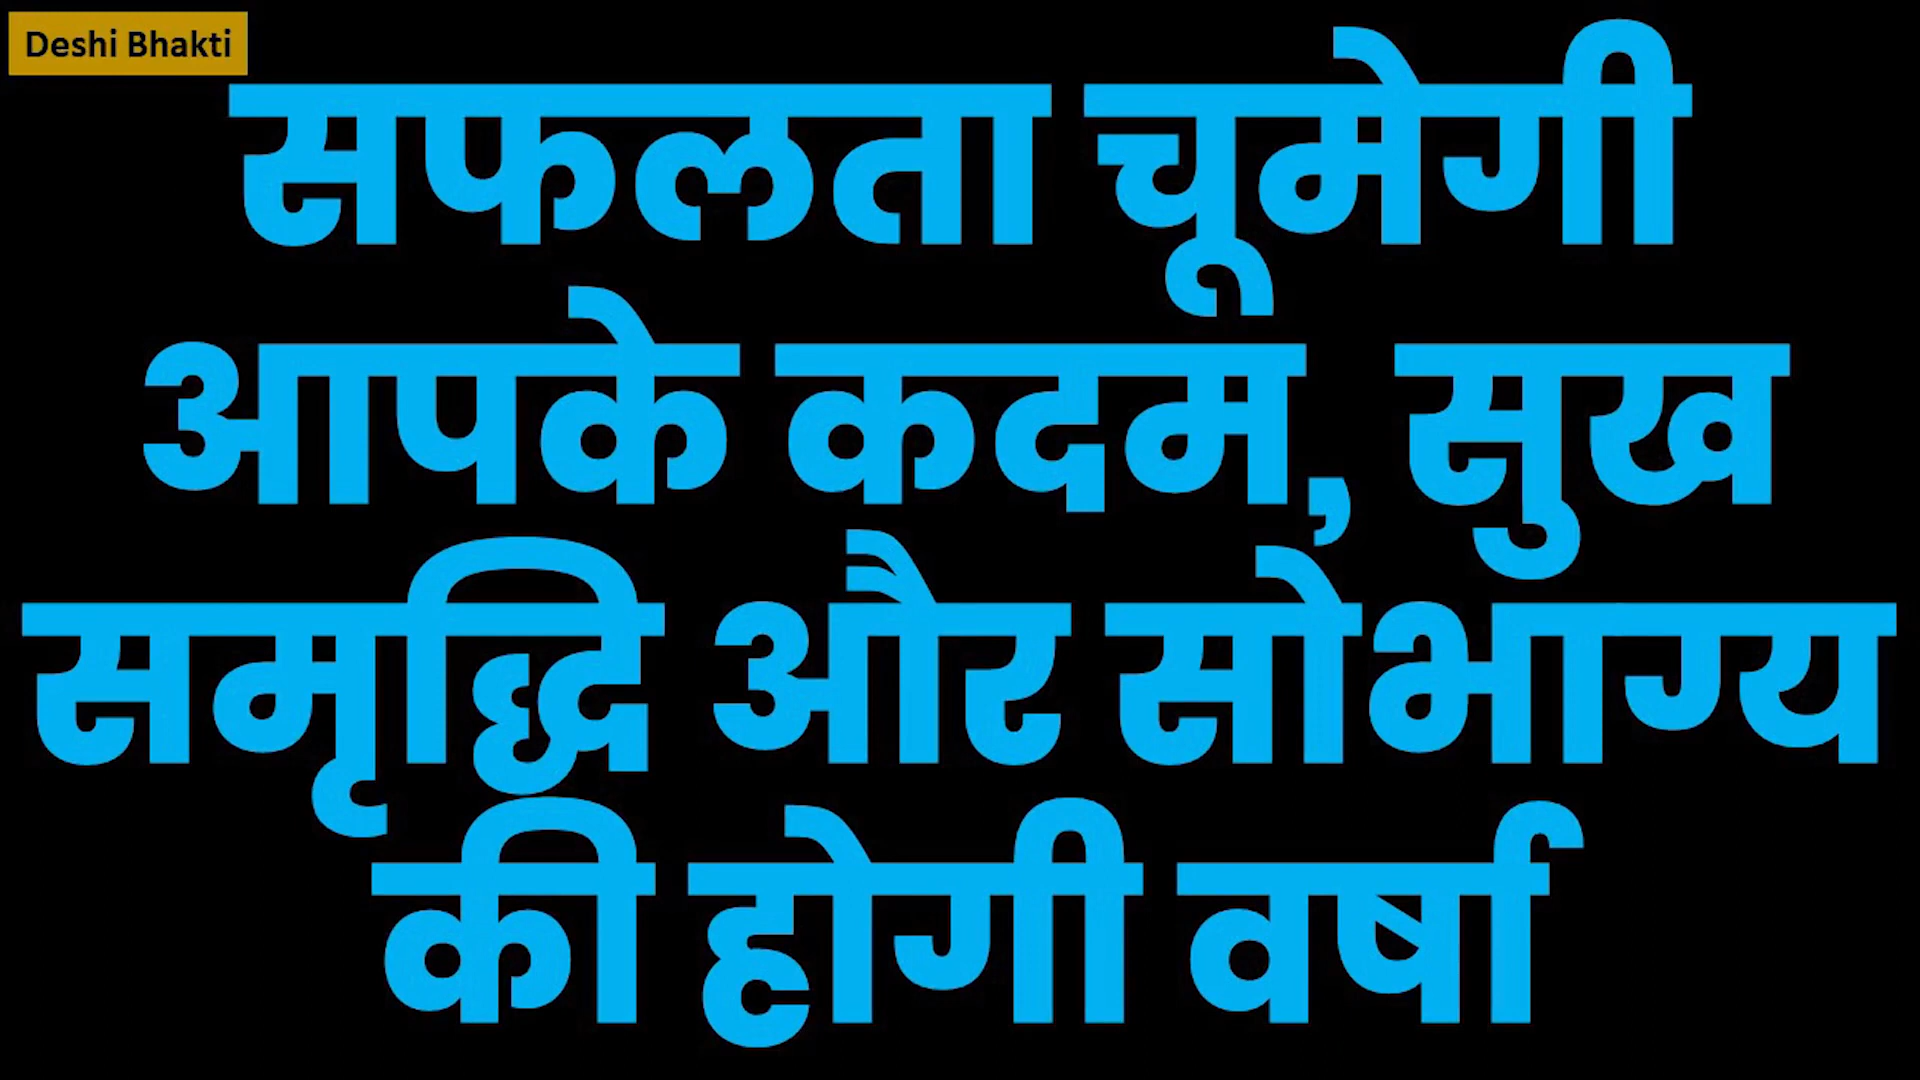 Deshi Bhakti
सफलता चूमेगी
आपके कदम, सुख
समृद्धि और सोभाग्य
की होगी वर्षा